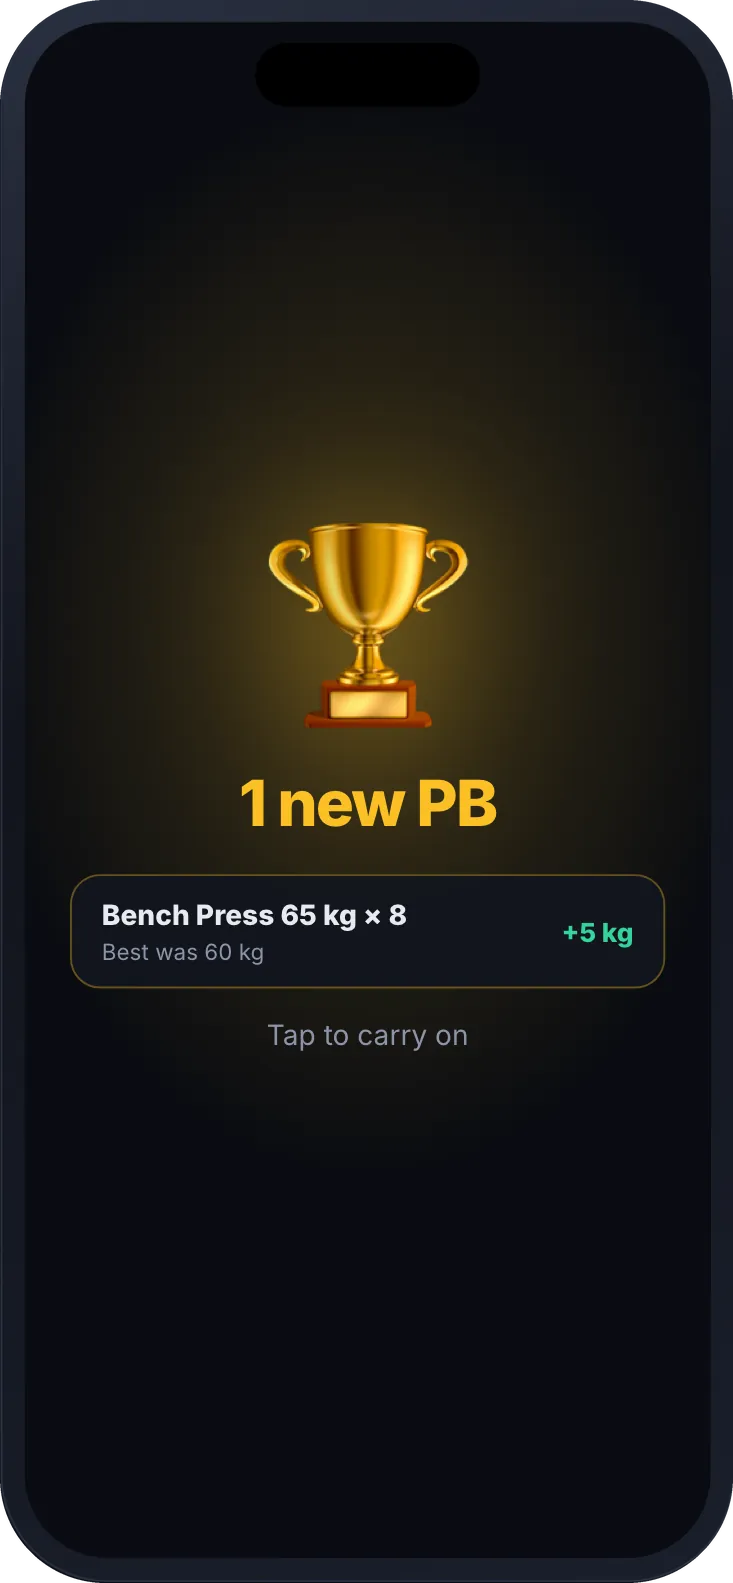 1 new PB
Bench Press 65 kg × 8
Best was 60 kg
+5 kg
Tap to carry on